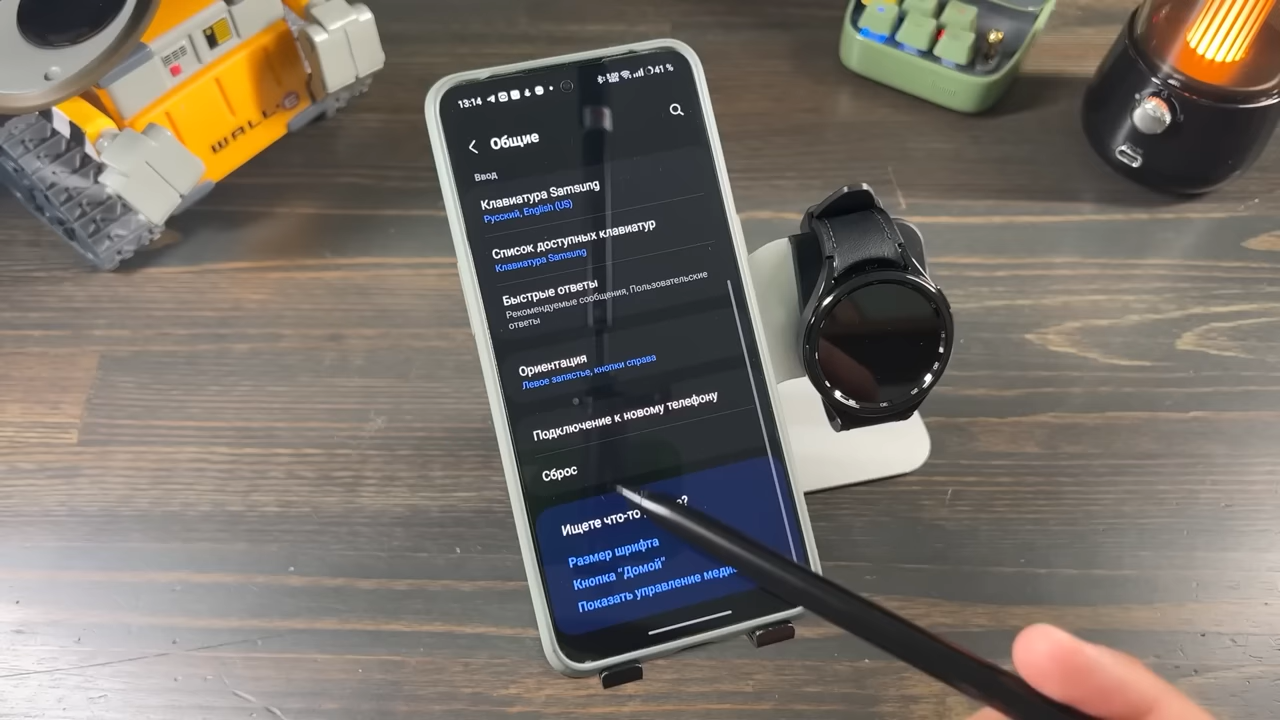 WALL·E
13:14
41 %
Общие
Ввод
Клавиатура Samsung
Русский, English (US)
Список доступных клавиатур
Клавиатура Samsung
Быстрые ответы
Рекомендуемые сообщения, Пользовательские
ответы
Ориентация
Левое запястье, кнопки справа
Подключение к новому телефону
Сброс
Ищете что-то
Размер шрифта
Кнопка "Домой"
Показать управление